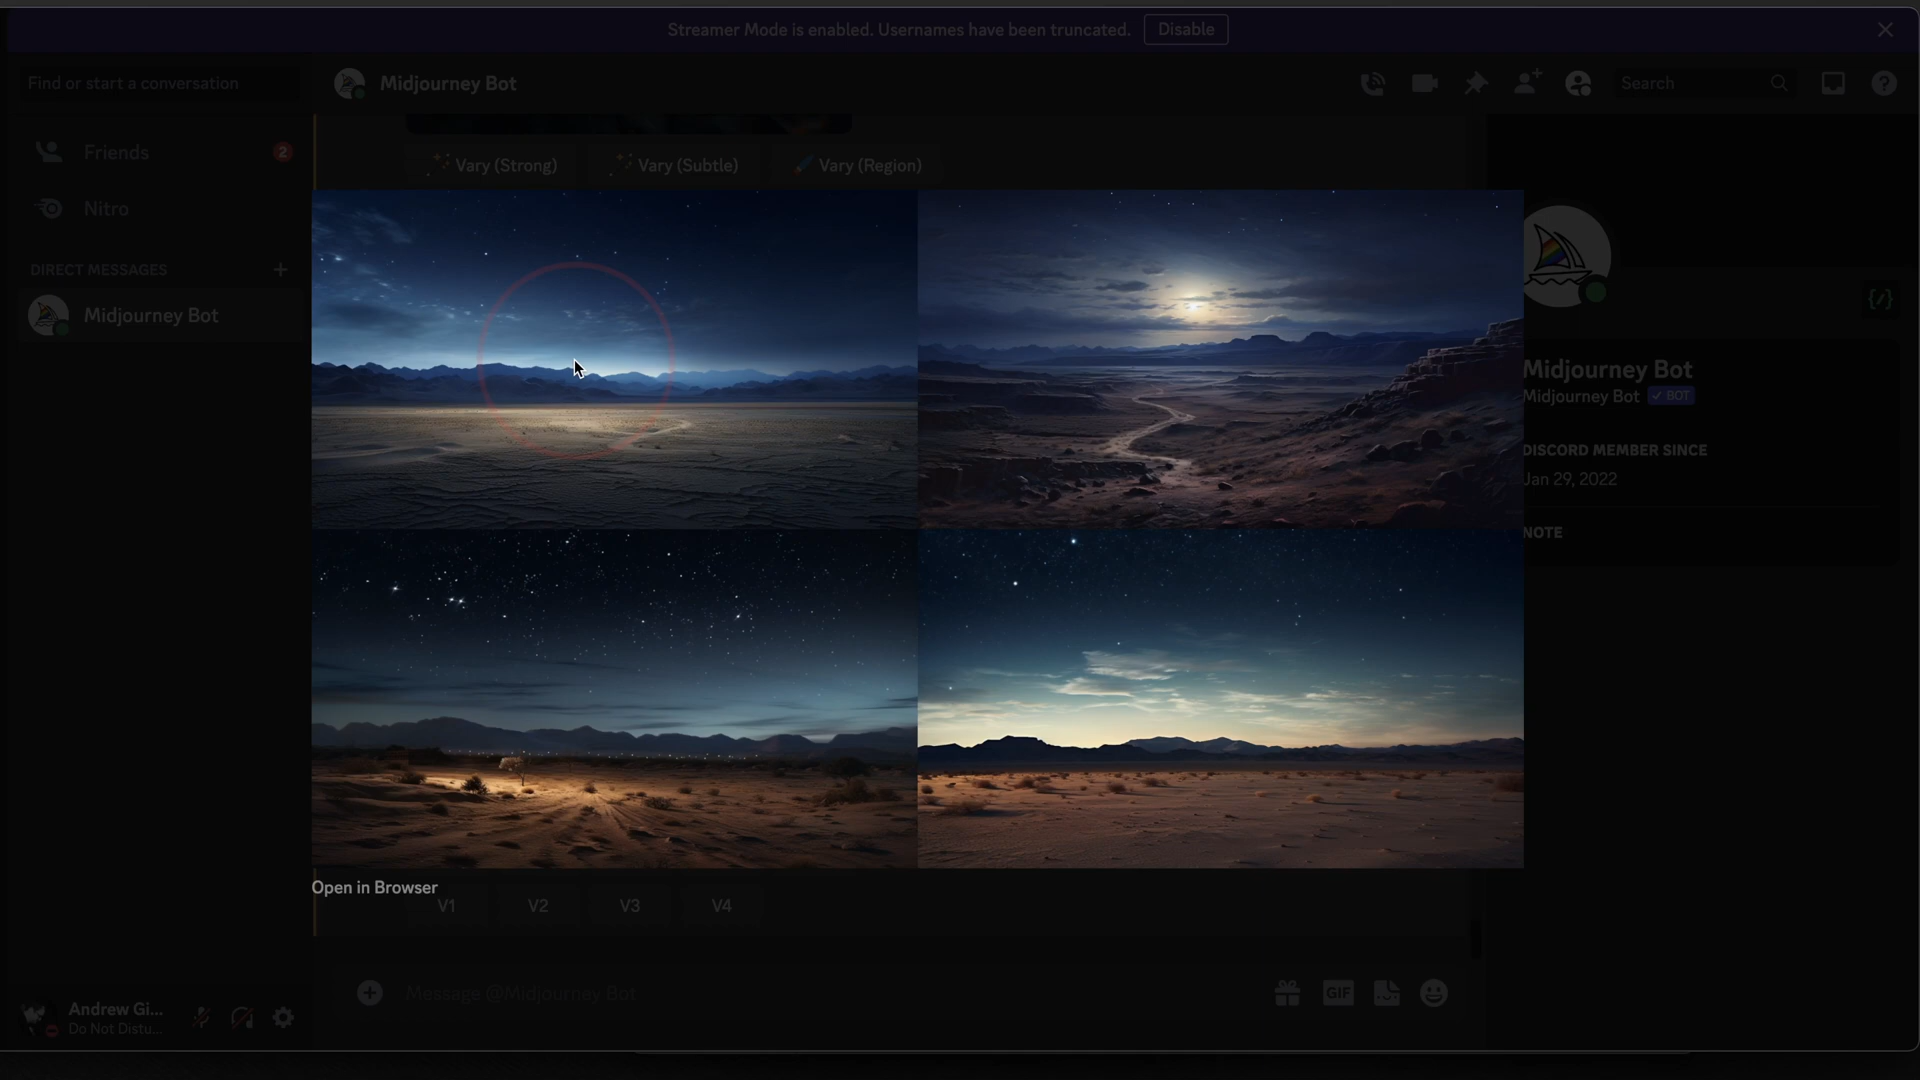 Streamer Mode is enabled. Usernames have been truncated.
Disable
Find or start a conversation
Midjourney Bot
Search
Friends
2
Nitro
DIRECT MESSAGES
Midjourney Bot
Vary (Strong)
Vary (Subtle)
Vary (Region)
Midjourney Bot
Midjourney Bot
BOT
DISCORD MEMBER SINCE
Jan 29, 2022
NOTE
Open in Browser
V1
V2
V3
V4
Message @Midjourney Bot
GIF
Andrew Gi...
Do Not Distu...